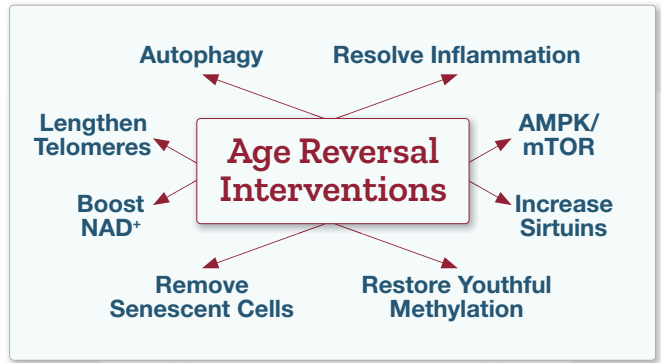 Autophagy
Resolve Inflammation
Lengthen
Telomeres
Age Reversal
Interventions
AMPK/
mTOR
Boost
NAD⁺
Increase
Sirtuins
Remove
Senescent Cells
Restore Youthful
Methylation